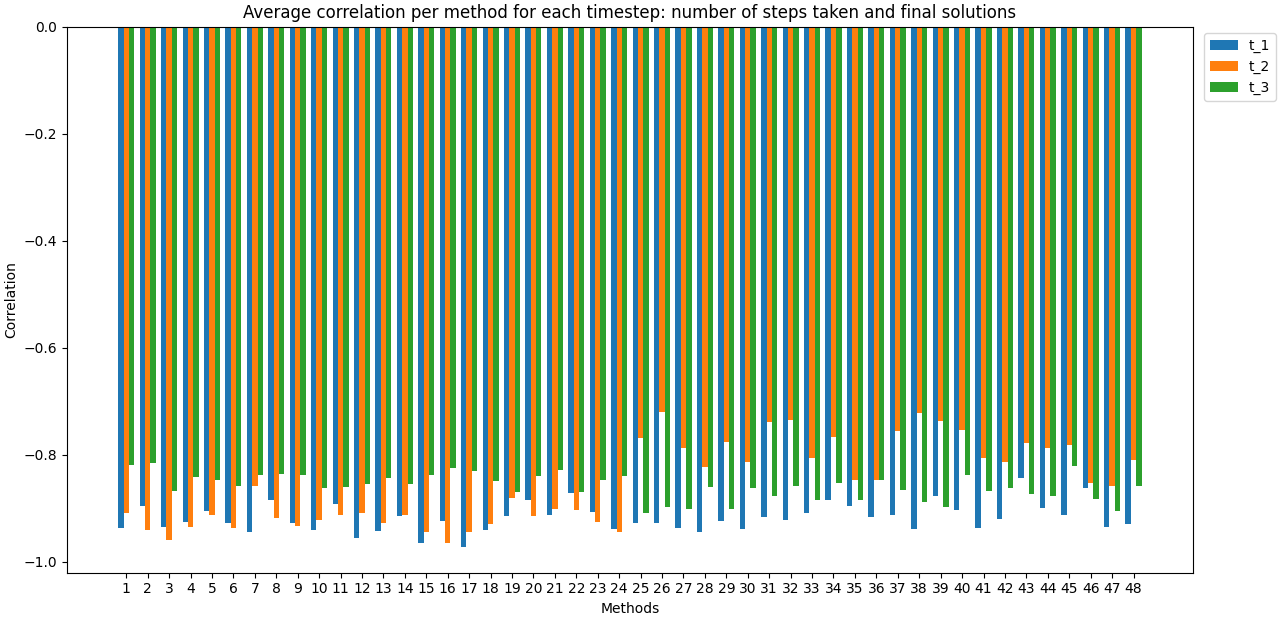 Average correlation per method for each timestep: number of steps taken and final solutions
0.0
−0.2
−0.4
−0.6
−0.8
−1.0
Correlation
1 2 3 4 5 6 7 8 9 10 11 12 13 14 15 16 17 18 19 20 21 22 23 24 25 26 27 28 29 30 31 32 33 34 35 36 37 38 39 40 41 42 43 44 45 46 47 48
Methods
t_1
t_2
t_3